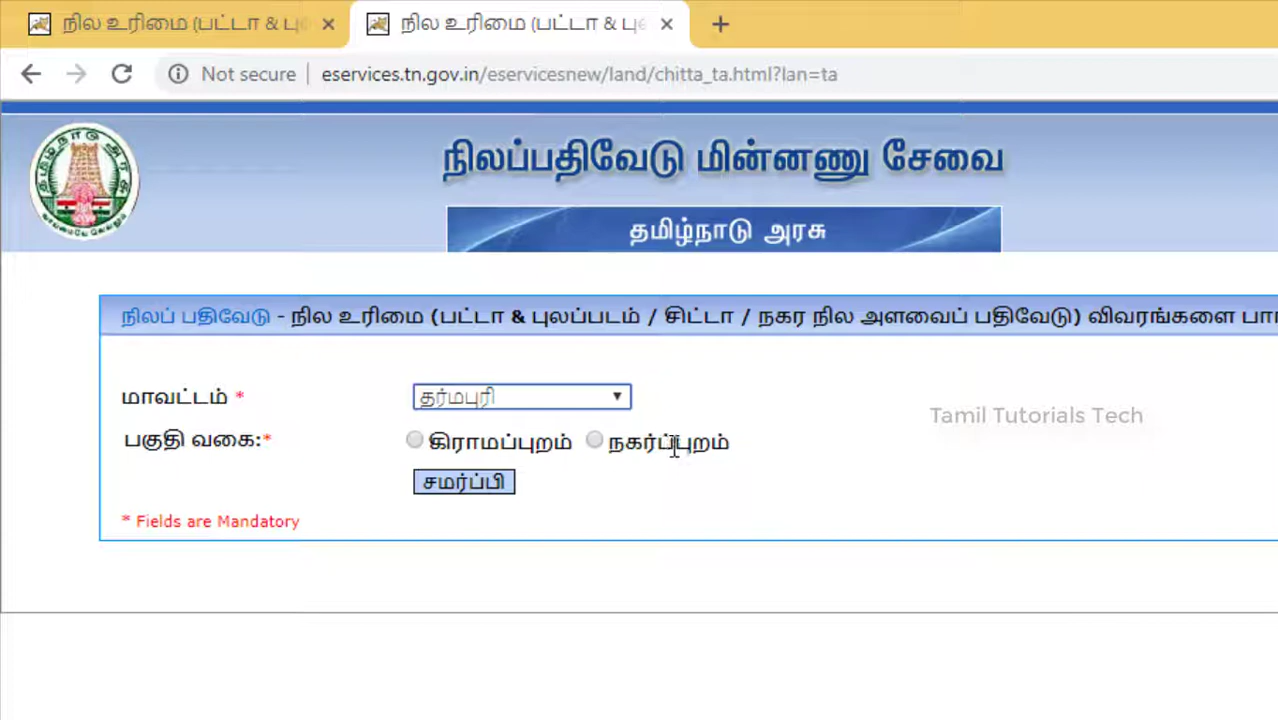 நில உரிமை (பட்டா & பு
நில உரிமை (பட்டா & பு
Not secure eservices.tn.gov.in/eservicesnew/land/chitta_ta.html?lan=ta
நிலப்பதிவேடு மின்னணு சேவை
தமிழ்நாடு அரசு
நிலப் பதிவேடு - நில உரிமை (பட்டா & புலப்படம் / சிட்டா / நகர நில அளவைப் பதிவேடு) விவரங்களை
மாவட்டம் * தர்மபுரி
Tamil Tutorials Tech
பகுதி வகை:* கிராமப்புறம் நகர்ப்புறம்
சமர்ப்பி
* Fields are Mandatory